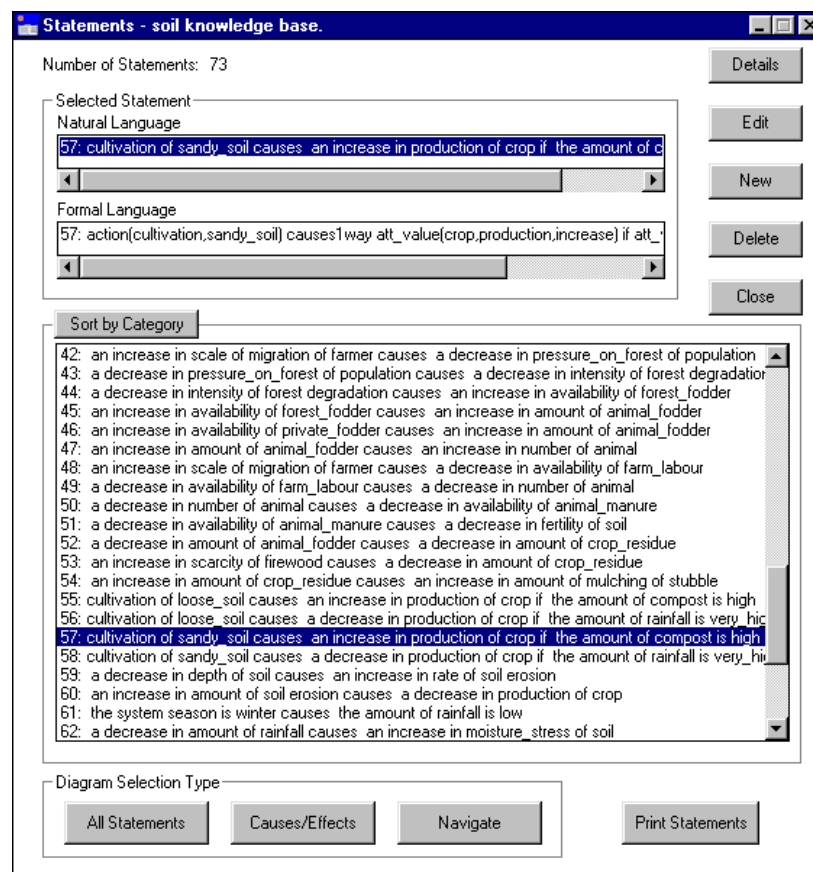 Statements - soil knowledge base.
Number of Statements: 73
Details
Selected Statement
Natural Language
Edit
57: cultivation of sandy_soil causes an increase in production of crop if the amount of c
New
Formal Language
57: action(cultivation,sandy_soil) causes1way att_value(crop,production,increase) if att_
Delete
Close
Sort by Category
42: an increase in scale of migration of farmer causes a decrease in pressure_on_forest of population
43: a decrease in pressure_on_forest of population causes a decrease in intensity of forest degradation
44: a decrease in intensity of forest degradation causes an increase in availability of forest_fodder
45: an increase in availability of forest_fodder causes an increase in amount of animal_fodder
46: an increase in availability of private_fodder causes an increase in amount of animal_fodder
47: an increase in amount of animal_fodder causes an increase in number of animal
48: an increase in scale of migration of farmer causes a decrease in availability of farm_labour
49: a decrease in availability of farm_labour causes a decrease in number of animal
50: a decrease in number of animal causes a decrease in availability of animal_manure
51: a decrease in availability of animal_manure causes a decrease in fertility of soil
52: a decrease in amount of animal_fodder causes a decrease in amount of crop_residue
53: an increase in scarcity of firewood causes a decrease in amount of crop_residue
54: an increase in amount of crop_residue causes an increase in amount of mulching of stubble
55: cultivation of loose_soil causes an increase in production of crop if the amount of compost is high
56: cultivation of loose_soil causes a decrease in production of crop if the amount of rainfall is very_hig
57: cultivation of sandy_soil causes an increase in production of crop if the amount of compost is high
58: cultivation of sandy_soil causes a decrease in production of crop if the amount of rainfall is very_hig
59: a decrease in depth of soil causes an increase in rate of soil erosion
60: an increase in amount of soil erosion causes a decrease in production of crop
61: the system season is winter causes the amount of rainfall is low
62: a decrease in amount of rainfall causes an increase in moisture_stress of soil
Diagram Selection Type
All Statements
Causes/Effects
Navigate
Print Statements